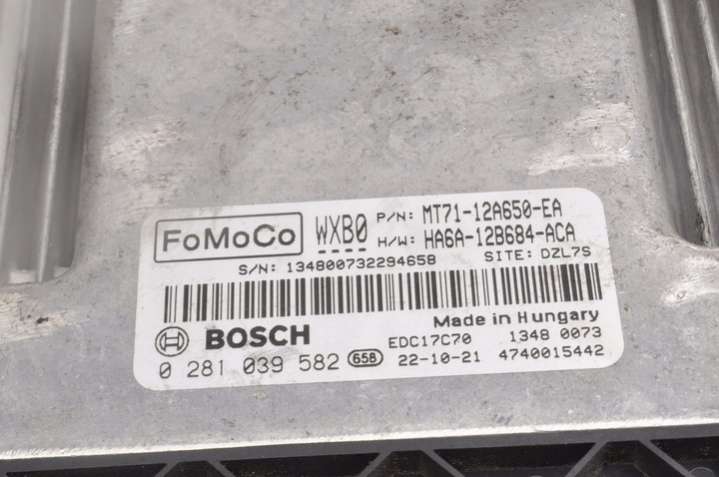 FoMoCo WXB0 P/N: MT71-12A650-EA
H/W: HA6A-12B684-ACA
S/N: 134800732294658 SITE: DZL7S
Made in Hungary
BOSCH EDC17C70 1348 0073
0 281 039 582 658 22-10-21 4740015442